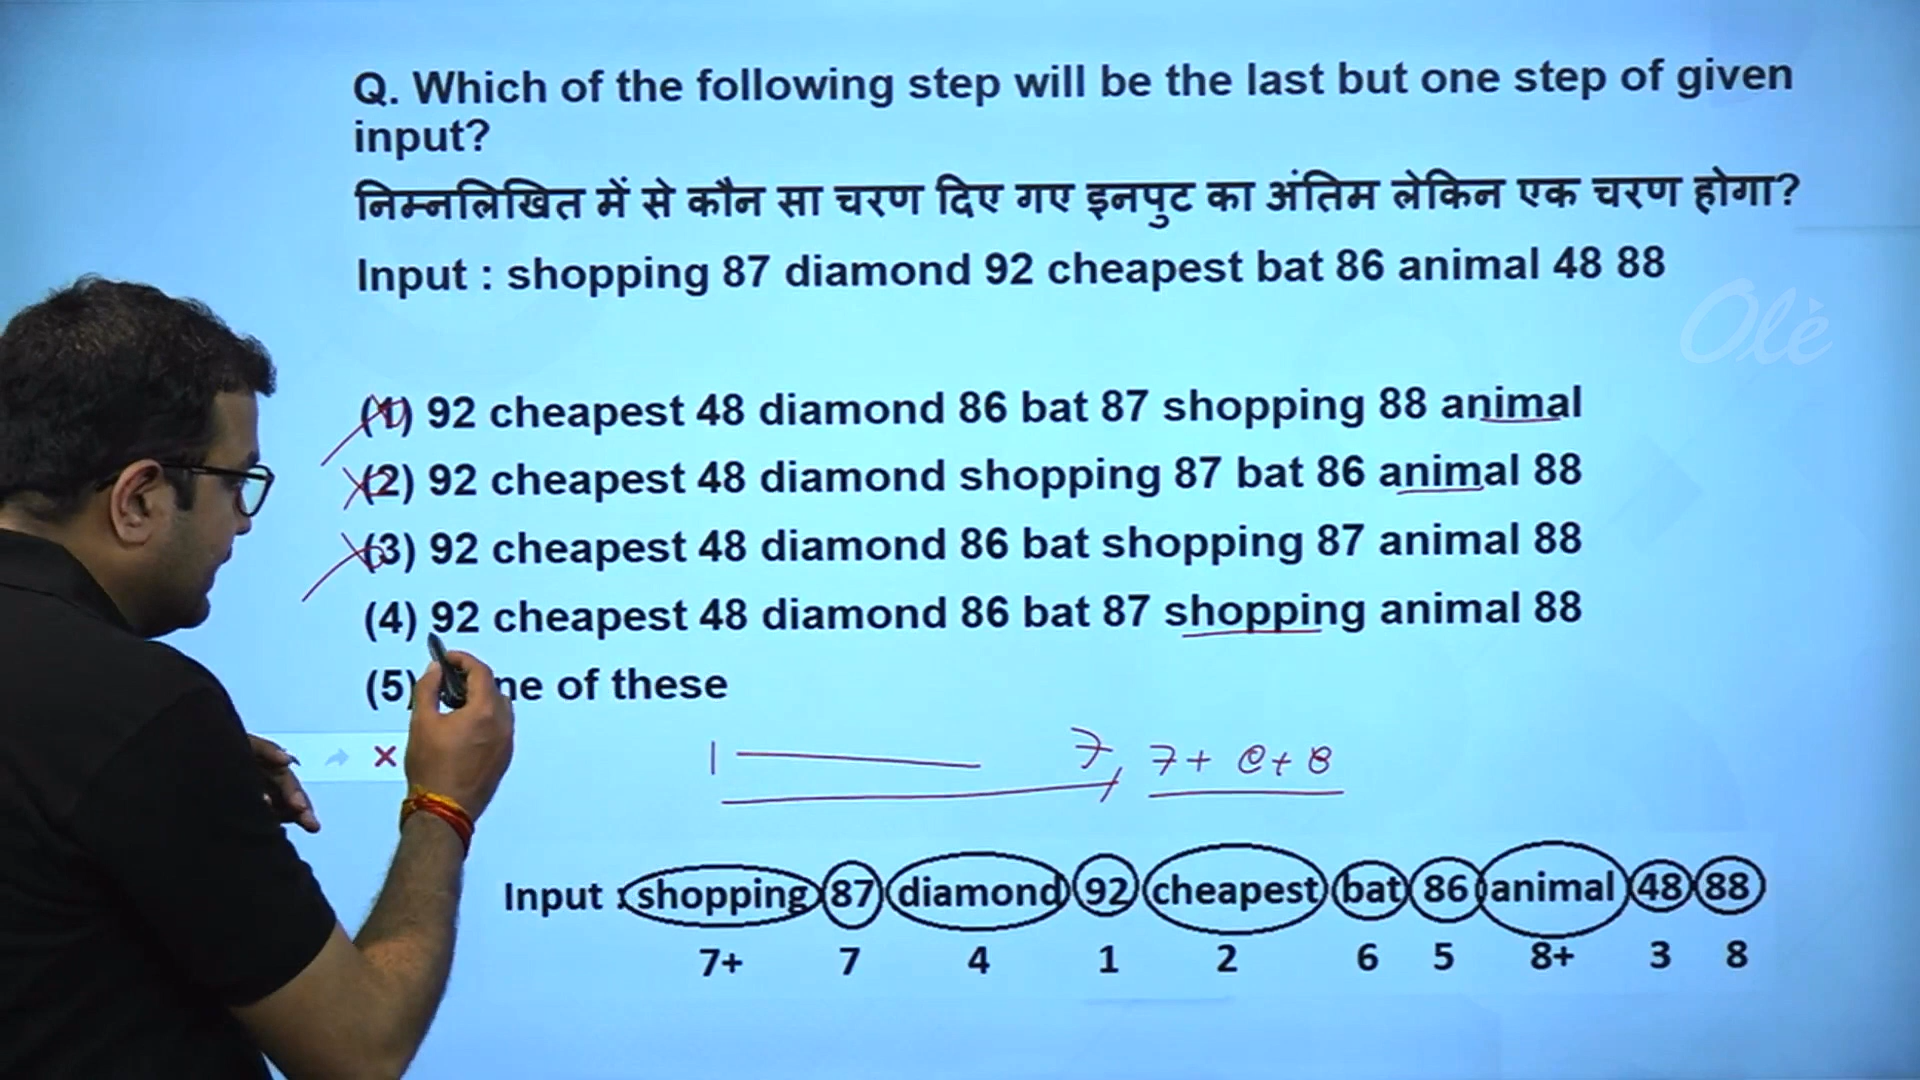 Q. Which of the following step will be the last but one step of given
input?
निम्नलिखित में से कौन सा चरण दिए गए इनपुट का अंतिम लेकिन एक चरण होगा?
Input : shopping 87 diamond 92 cheapest bat 86 animal 48 88
Olè
(1) 92 cheapest 48 diamond 86 bat 87 shopping 88 animal
(2) 92 cheapest 48 diamond shopping 87 bat 86 animal 88
(3) 92 cheapest 48 diamond 86 bat shopping 87 animal 88
(4) 92 cheapest 48 diamond 86 bat 87 shopping animal 88
(5) ne of these
1 7, 7+ 8
Input : shopping 87 diamond 92 cheapest bat 86 animal 48 88
7+ 7 4 1 2 6 5 8+ 3 8